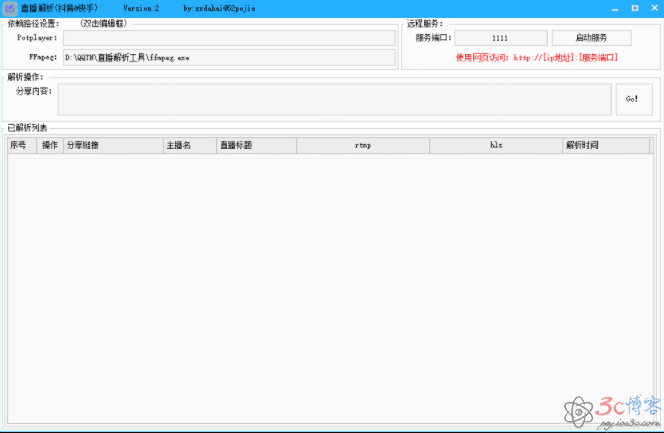 直播解析(抖音&快手) Version:2 by:xxdahai@52pojie
依赖路径设置: (双击编辑框)
远程服务:
Potplayer:
服务端口: 1111 启动服务
FFmpeg: D:\QQTN\直播解析工具\ffmpeg.exe
使用网页访问: http://[ip地址]:[服务端口]
解析操作:
分享内容: Go!
已解析列表
序号 操作 分享链接 主播名 直播标题 rtmp hls 解析时间
3c博客